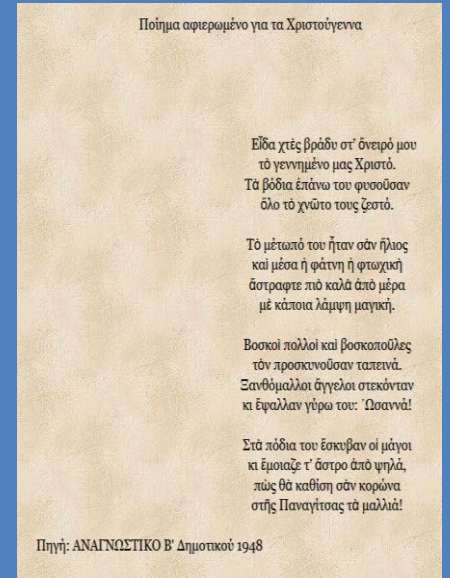 Ποίημα αφιερωμένο για τα Χριστούγεννα
Εἶδα χτὲς βράδυ στ' ὄνειρό μου
τὸ γεννημένο μας Χριστό.
Τὰ βόδια ἐπάνω του φυσοῦσαν
ὅλο τὸ χνῶτο τους ζεστό.
Τὸ μέτωπό του ἦταν σὰν ἥλιος
καὶ μέσα ἡ φάτνη ἡ φτωχική
ἄστραφτε πιὸ καλὰ ἀπὸ μέρα
μὲ κάποια λάμψη μαγική.
Βοσκοὶ πολλοὶ καὶ βοσκοποῦλες
τὸν προσκυνοῦσαν ταπεινά.
Ξανθόμαλλοι ἄγγελοι στεκόνταν
κι ἔψαλλαν γύρω του: Ὡσαννά!
Στὰ πόδια του ἔσκυβαν οἱ μάγοι
κι ἔμοιαζε τ' ἄστρο ἀπὸ ψηλά,
πὼς θὰ καθίση σὰν κορώνα
στῆς Παναγίτσας τὰ μαλλιά!
Πηγή: ΑΝΑΓΝΩΣΤΙΚΟ Β' Δημοτικού 1948